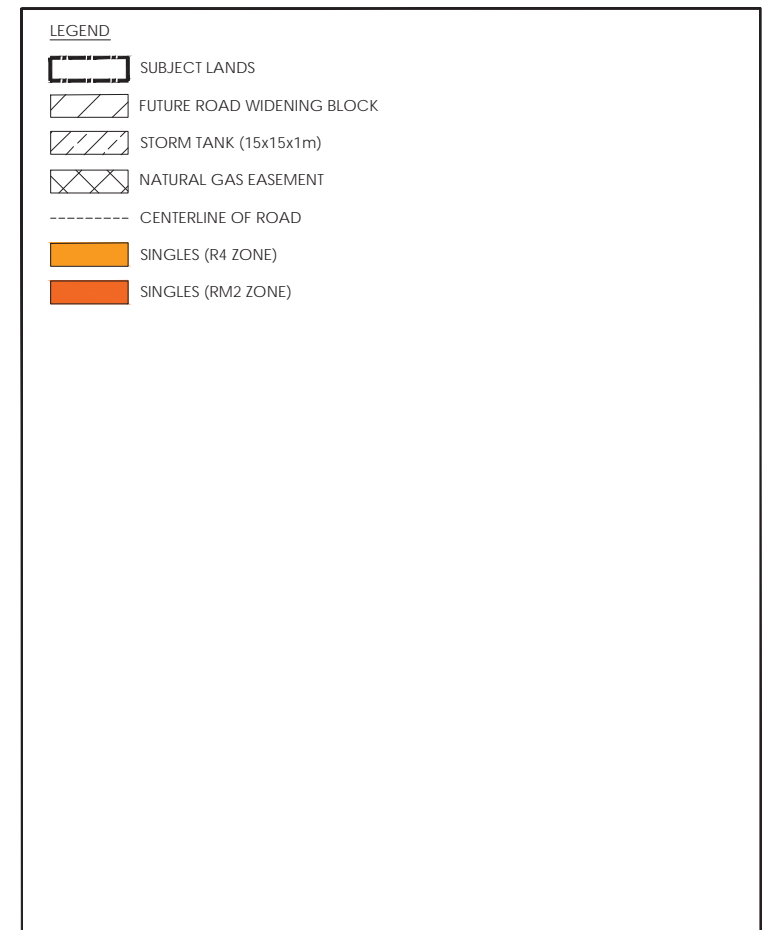 LEGEND
SUBJECT LANDS
FUTURE ROAD WIDENING BLOCK
STORM TANK (15x15x1m)
NATURAL GAS EASEMENT
CENTERLINE OF ROAD
SINGLES (R4 ZONE)
SINGLES (RM2 ZONE)